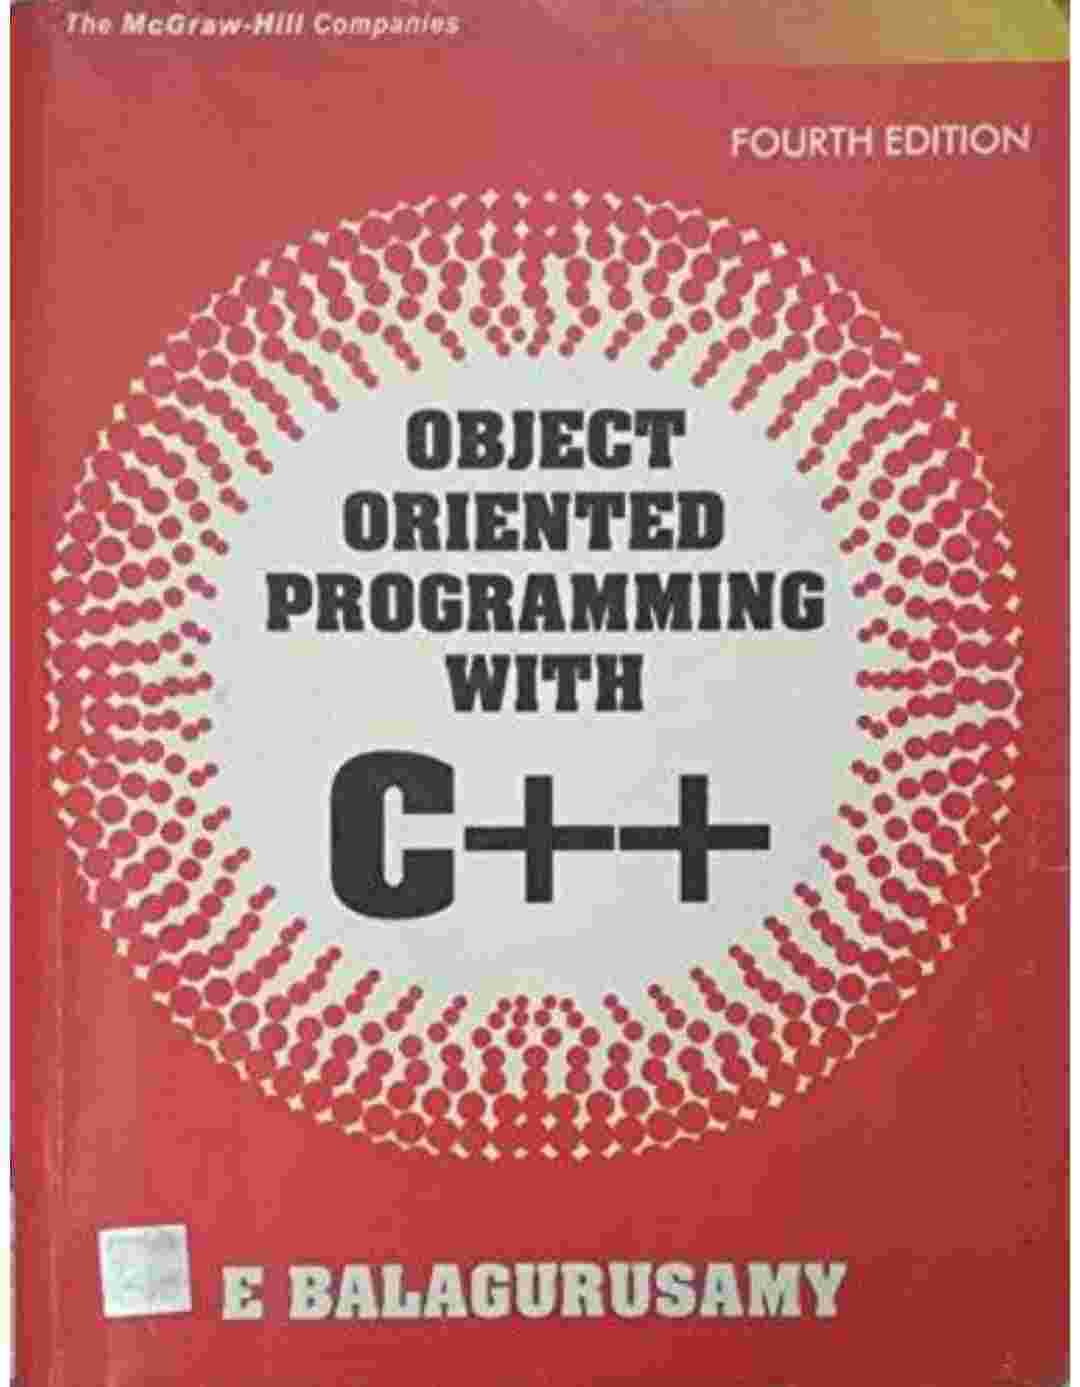 The McGraw-Hill Companies
FOURTH EDITION
OBJECT
ORIENTED
PROGRAMMING
WITH
C++
E BALAGURUSAMY